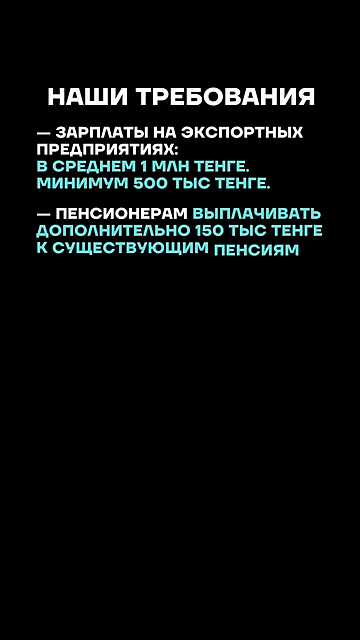 НАШИ ТРЕБОВАНИЯ
— ЗАРПЛАТЫ НА ЭКСПОРТНЫХ
ПРЕДПРИЯТИЯХ:
В СРЕДНЕМ 1 МЛН ТЕНГЕ.
МИНИМУМ 500 ТЫС ТЕНГЕ.
— ПЕНСИОНЕРАМ ВЫПЛАЧИВАТЬ
ДОПОЛНИТЕЛЬНО 150 ТЫС ТЕНГЕ
К СУЩЕСТВУЮЩИМ ПЕНСИЯМ